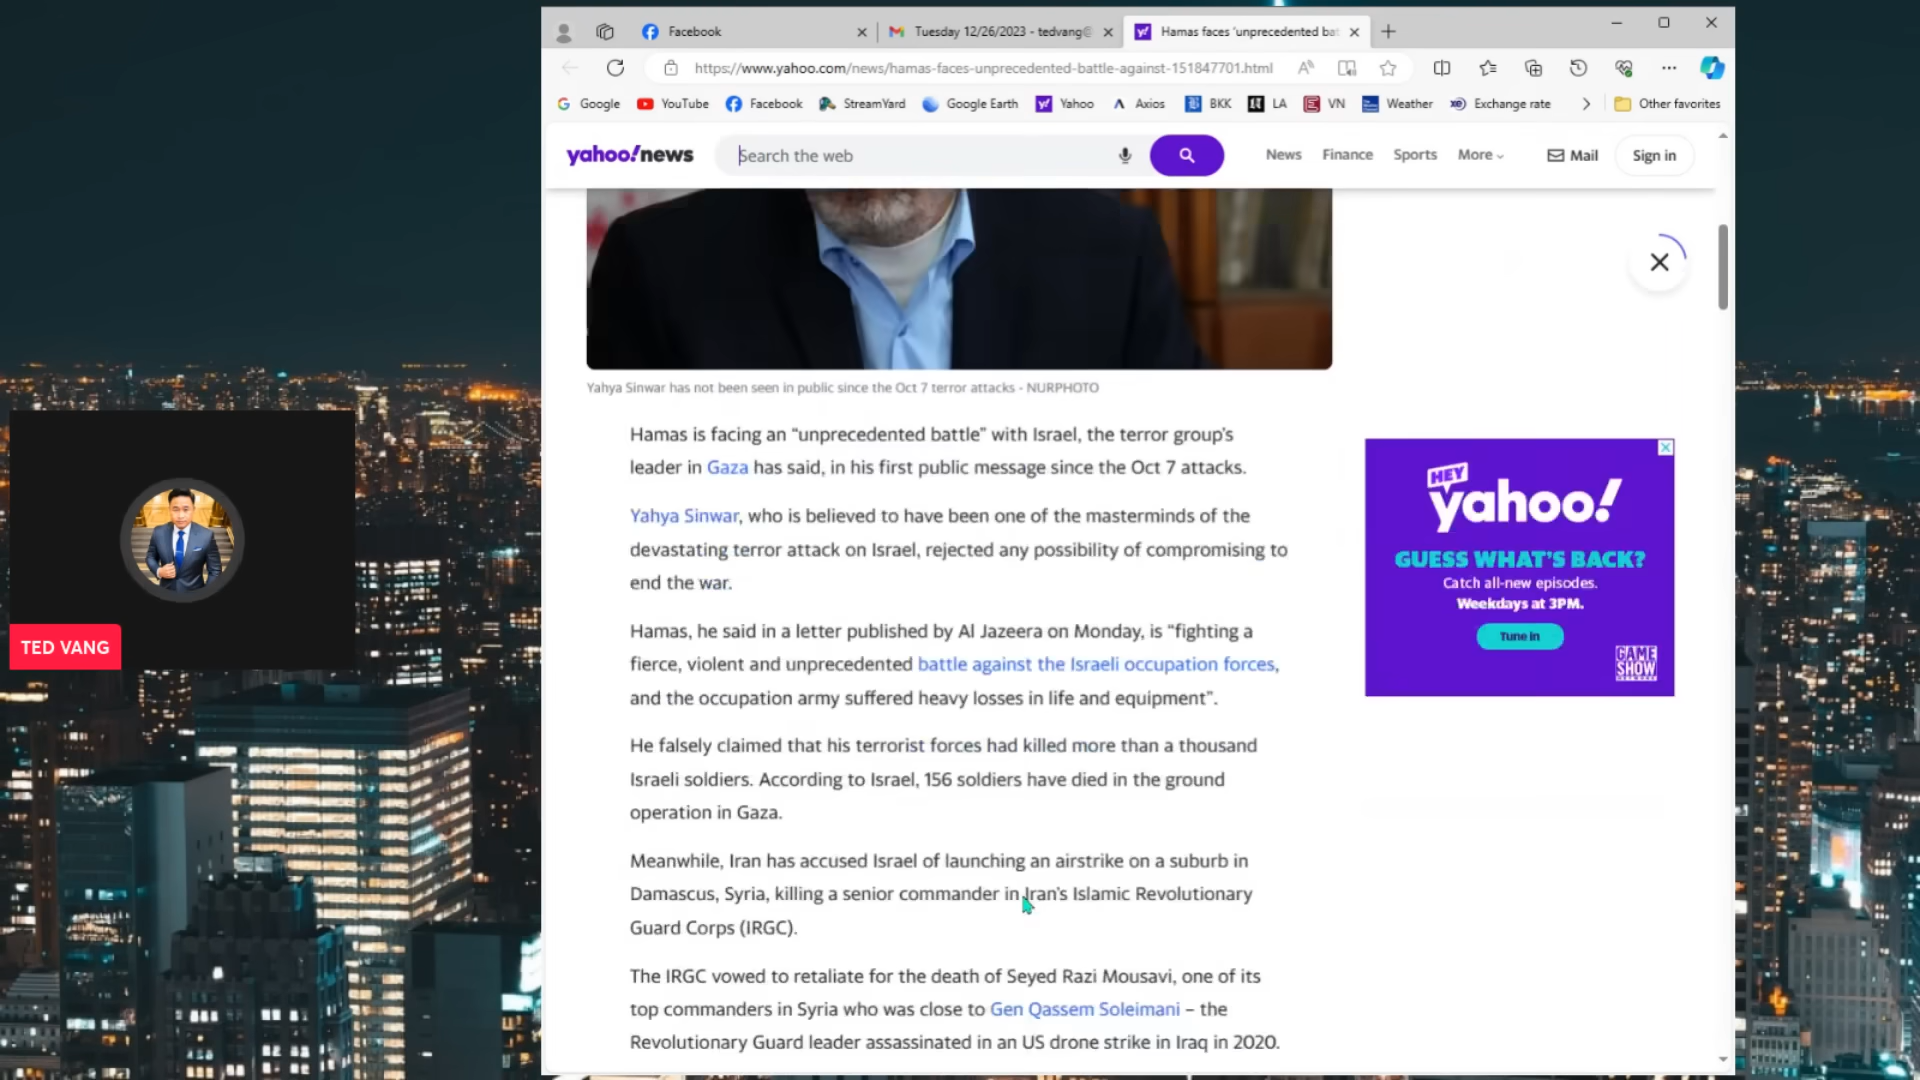 Facebook
Tuesday 12/26/2023 - tedvang@
Hamas faces 'unprecedented bat
https://www.yahoo.com/news/hamas-faces-unprecedented-battle-against-151847701.html
Google YouTube Facebook StreamYard Google Earth Yahoo Axios BKK LA VN Weather Exchange rate Other favorites
yahoo!news
Search the web
News Finance Sports More Mail Sign in
Yahya Sinwar has not been seen in public since the Oct 7 terror attacks - NURPHOTO
Hamas is facing an “unprecedented battle” with Israel, the terror group’s
leader in Gaza has said, in his first public message since the Oct 7 attacks.
Yahya Sinwar, who is believed to have been one of the masterminds of the
devastating terror attack on Israel, rejected any possibility of compromising to
end the war.
Hamas, he said in a letter published by Al Jazeera on Monday, is “fighting a
fierce, violent and unprecedented battle against the Israeli occupation forces,
and the occupation army suffered heavy losses in life and equipment”.
He falsely claimed that his terrorist forces had killed more than a thousand
Israeli soldiers. According to Israel, 156 soldiers have died in the ground
operation in Gaza.
Meanwhile, Iran has accused Israel of launching an airstrike on a suburb in
Damascus, Syria, killing a senior commander in Iran’s Islamic Revolutionary
Guard Corps (IRGC).
The IRGC vowed to retaliate for the death of Seyed Razi Mousavi, one of its
top commanders in Syria who was close to Gen Qassem Soleimani – the
Revolutionary Guard leader assassinated in an US drone strike in Iraq in 2020.
HEY
yahoo!
GUESS WHAT'S BACK?
Catch all-new episodes.
Weekdays at 3PM.
Tune in
GAME
SHOW
NETWORK
TED VANG